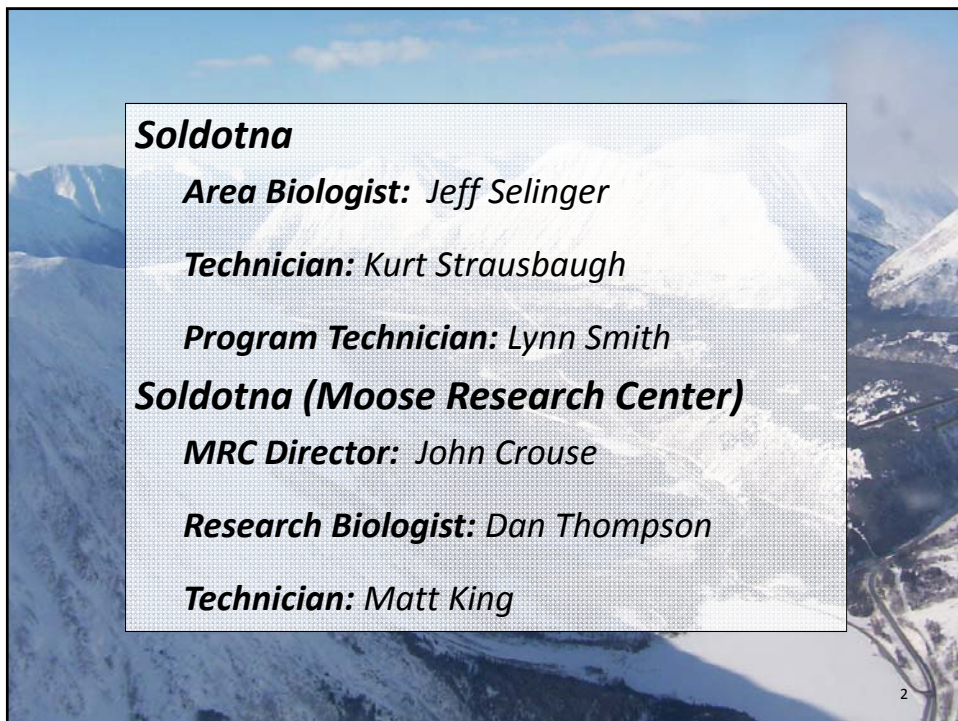 Soldotna
Area Biologist: Jeff Selinger
Technician: Kurt Strausbaugh
Program Technician: Lynn Smith
Soldotna (Moose Research Center)
MRC Director: John Crouse
Research Biologist: Dan Thompson
Technician: Matt King
2